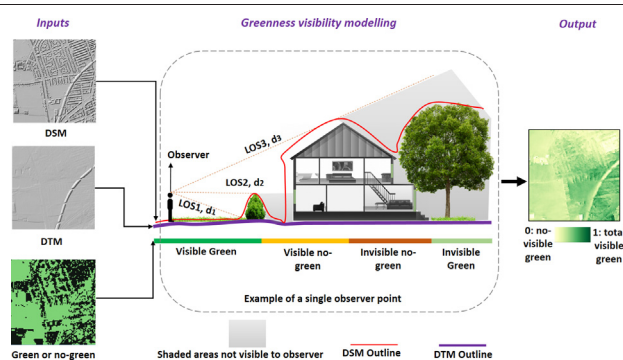 Inputs
Greenness visibility modelling
Output
DSM
DTM
Green or no-green
Observer
LOS1, d1
LOS2, d2
LOS3, d3
Visible Green
Visible no-
green
Invisible no-
green
Invisible
Green
Example of a single observer point
Shaded areas not visible to observer
DSM Outline
DTM Outline
0: no-
visible
green
1: total
visible
green